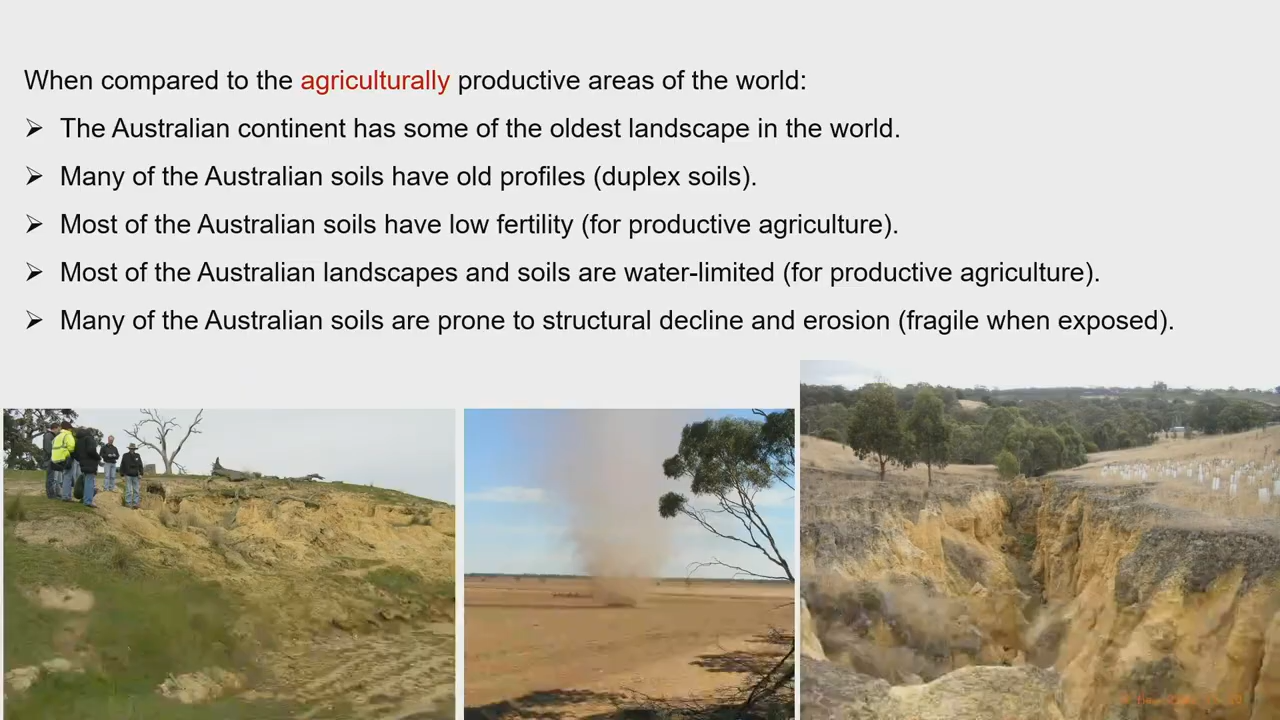 When compared to the agriculturally productive areas of the world:
➢ The Australian continent has some of the oldest landscape in the world.
➢ Many of the Australian soils have old profiles (duplex soils).
➢ Most of the Australian soils have low fertility (for productive agriculture).
➢ Most of the Australian landscapes and soils are water-limited (for productive agriculture).
➢ Many of the Australian soils are prone to structural decline and erosion (fragile when exposed).